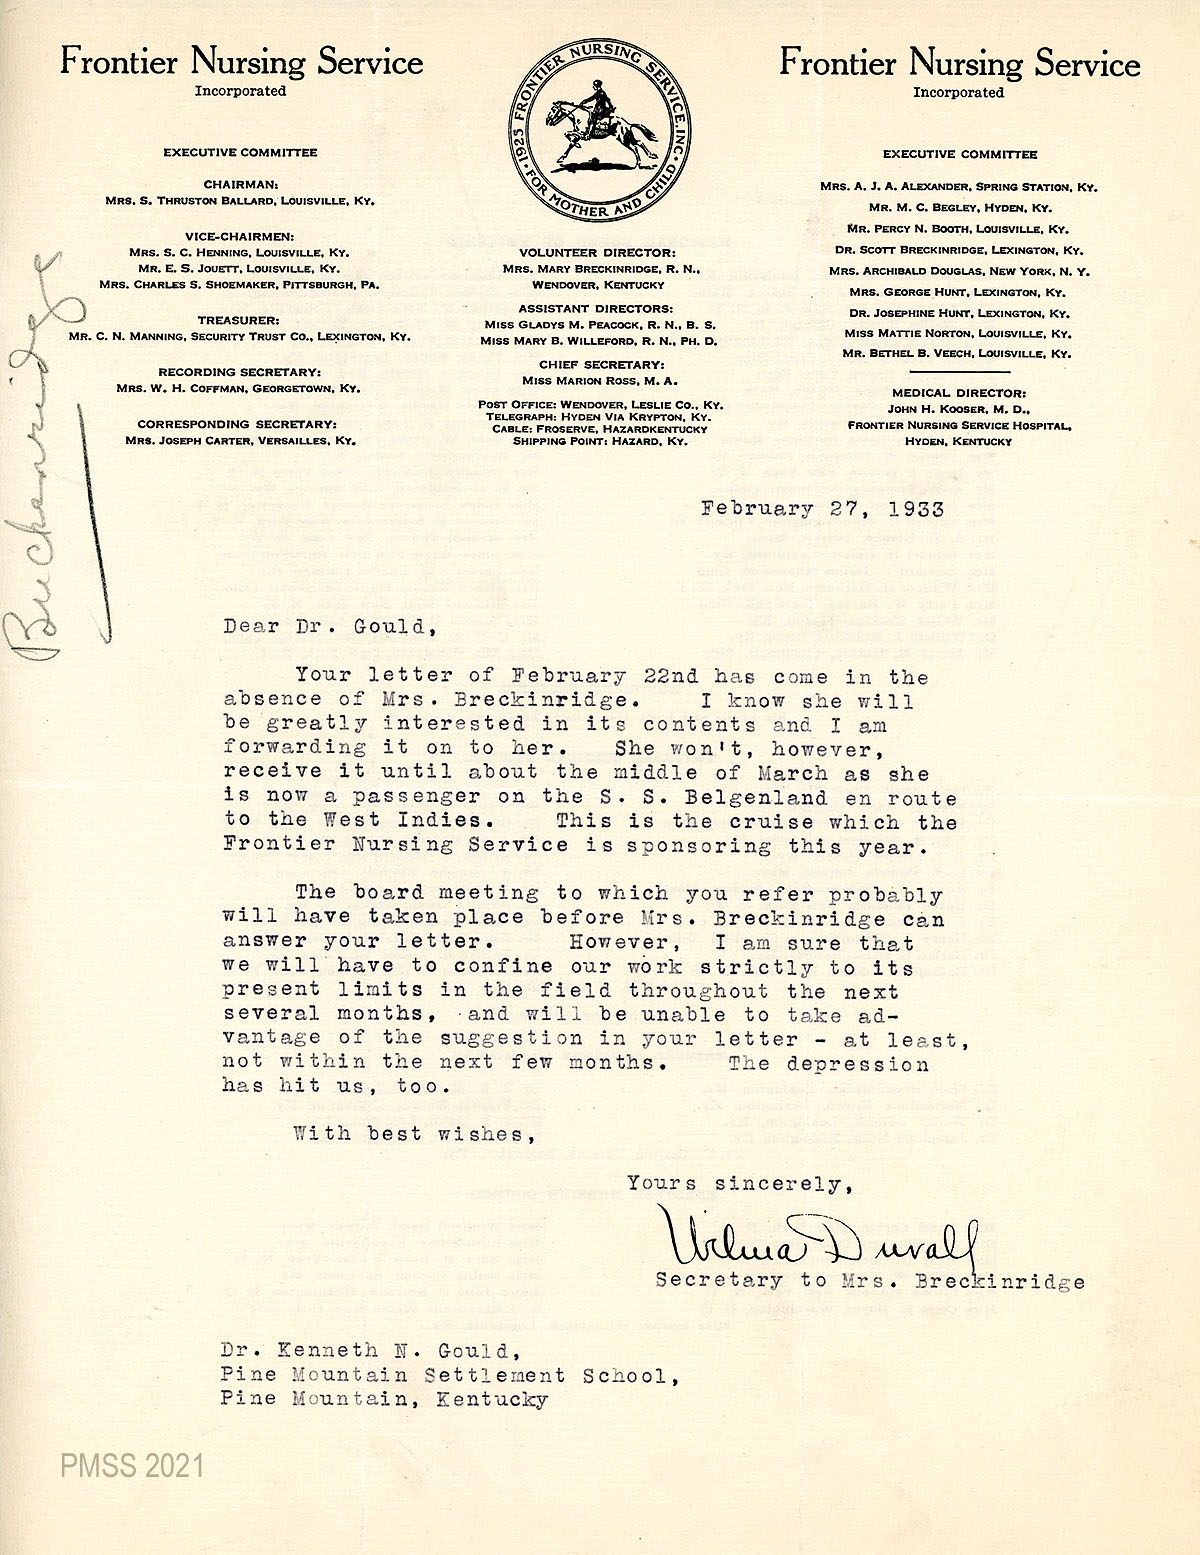 Frontier Nursing Service
Incorporated
EXECUTIVE COMMITTEE
CHAIRMAN:
MRS. S. THRUSTON BALLARD, LOUISVILLE, KY.
VICE-CHAIRMEN:
MRS. S. C. HENNING, LOUISVILLE, KY.
MR. E. S. JOUETT, LOUISVILLE, KY.
MRS. CHARLES S. SHOEMAKER, PITTSBURGH, PA.
TREASURER:
MR. C. N. MANNING, SECURITY TRUST CO., LEXINGTON, KY.
RECORDING SECRETARY:
MRS. W. H. COFFMAN, GEORGETOWN, KY.
CORRESPONDING SECRETARY:
MRS. JOSEPH CARTER, VERSAILLES, KY.
FRONTIER NURSING SERVICE, INC.
1925 · FOR MOTHER AND CHILD ·
VOLUNTEER DIRECTOR:
MRS. MARY BRECKINRIDGE, R. N.,
WENDOVER, KENTUCKY
ASSISTANT DIRECTORS:
MISS GLADYS M. PEACOCK, R. N., B. S.
MISS MARY B. WILLEFORD, R. N., PH. D.
CHIEF SECRETARY:
MISS MARION ROSS, M. A.
POST OFFICE: WENDOVER, LESLIE CO., KY.
TELEGRAPH: HYDEN VIA KRYPTON, KY.
CABLE: FROSERVE, HAZARDKENTUCKY
SHIPPING POINT: HAZARD, KY.
Frontier Nursing Service
Incorporated
EXECUTIVE COMMITTEE
MRS. A. J. A. ALEXANDER, SPRING STATION, KY.
MR. M. C. BEGLEY, HYDEN, KY.
MR. PERCY N. BOOTH, LOUISVILLE, KY.
DR. SCOTT BRECKINRIDGE, LEXINGTON, KY.
MRS. ARCHIBALD DOUGLAS, NEW YORK, N. Y.
MRS. GEORGE HUNT, LEXINGTON, KY.
DR. JOSEPHINE HUNT, LEXINGTON, KY.
MISS MATTIE NORTON, LOUISVILLE, KY.
MR. BETHEL B. VEECH, LOUISVILLE, KY.
MEDICAL DIRECTOR:
JOHN H. KOOSER, M. D.,
FRONTIER NURSING SERVICE HOSPITAL,
HYDEN, KENTUCKY
Breckenridge
February 27, 1933
Dear Dr. Gould,
Your letter of February 22nd has come in the
absence of Mrs. Breckinridge. I know she will
be greatly interested in its contents and I am
forwarding it on to her. She won't, however,
receive it until about the middle of March as she
is now a passenger on the S. S. Belgenland en route
to the West Indies. This is the cruise which the
Frontier Nursing Service is sponsoring this year.
The board meeting to which you refer probably
will have taken place before Mrs. Breckinridge can
answer your letter. However, I am sure that
we will have to confine our work strictly to its
present limits in the field throughout the next
several months, and will be unable to take ad-
vantage of the suggestion in your letter - at least,
not within the next few months. The depression
has hit us, too.
With best wishes,
Yours sincerely,
Wilma Duvall
Secretary to Mrs. Breckinridge
Dr. Kenneth N. Gould,
Pine Mountain Settlement School,
Pine Mountain, Kentucky
PMSS 2021